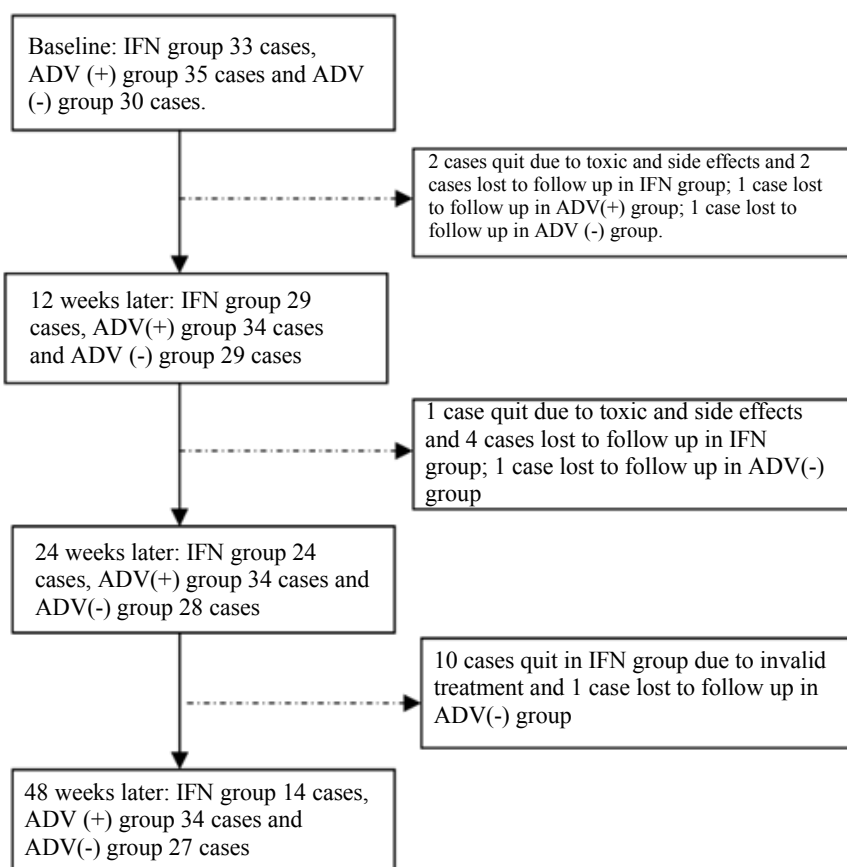 Baseline: IFN group 33 cases,
ADV (+) group 35 cases and ADV
(-) group 30 cases.
2 cases quit due to toxic and side effects and 2
cases lost to follow up in IFN group; 1 case lost
to follow up in ADV(+) group; 1 case lost to
follow up in ADV (-) group.
12 weeks later: IFN group 29
cases, ADV(+) group 34 cases
and ADV (-) group 29 cases
1 case quit due to toxic and side effects
and 4 cases lost to follow up in IFN
group; 1 case lost to follow up in ADV(-)
group
24 weeks later: IFN group 24
cases, ADV(+) group 34 cases and
ADV(-) group 28 cases
10 cases quit in IFN group due to invalid
treatment and 1 case lost to follow up in
ADV(-) group
48 weeks later: IFN group 14 cases,
ADV (+) group 34 cases and
ADV(-) group 27 cases